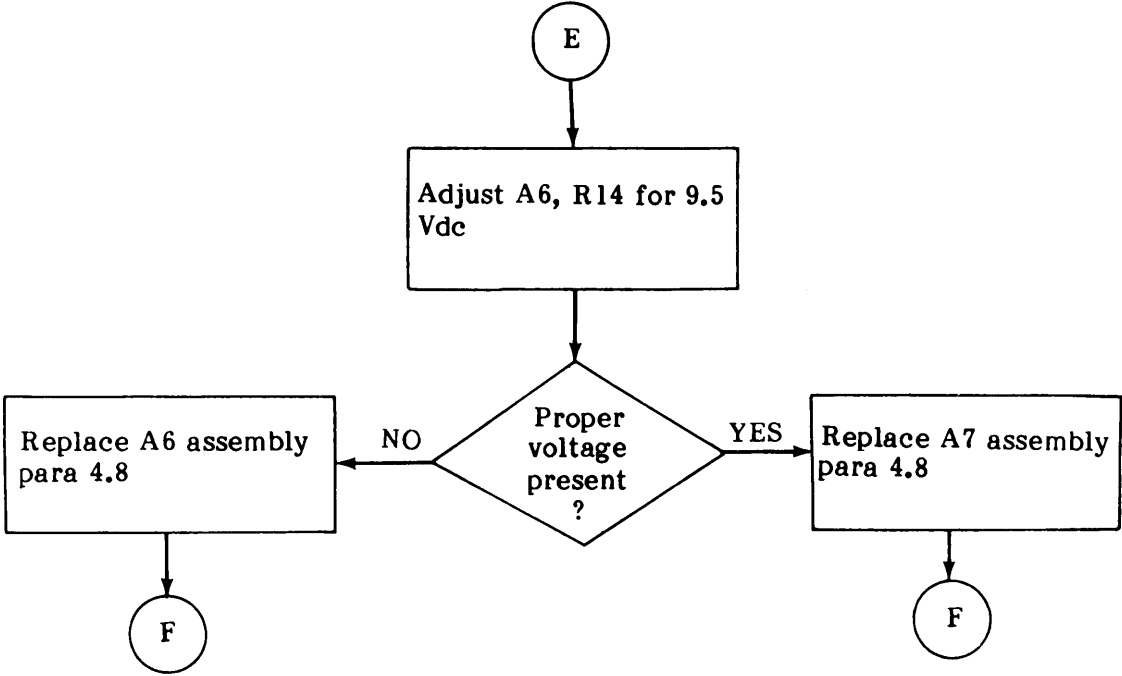 E
Adjust A6, R14 for 9.5
Vdc
Proper
voltage
present
?
NO
YES
Replace A6 assembly
para 4.8
Replace A7 assembly
para 4.8
F
F